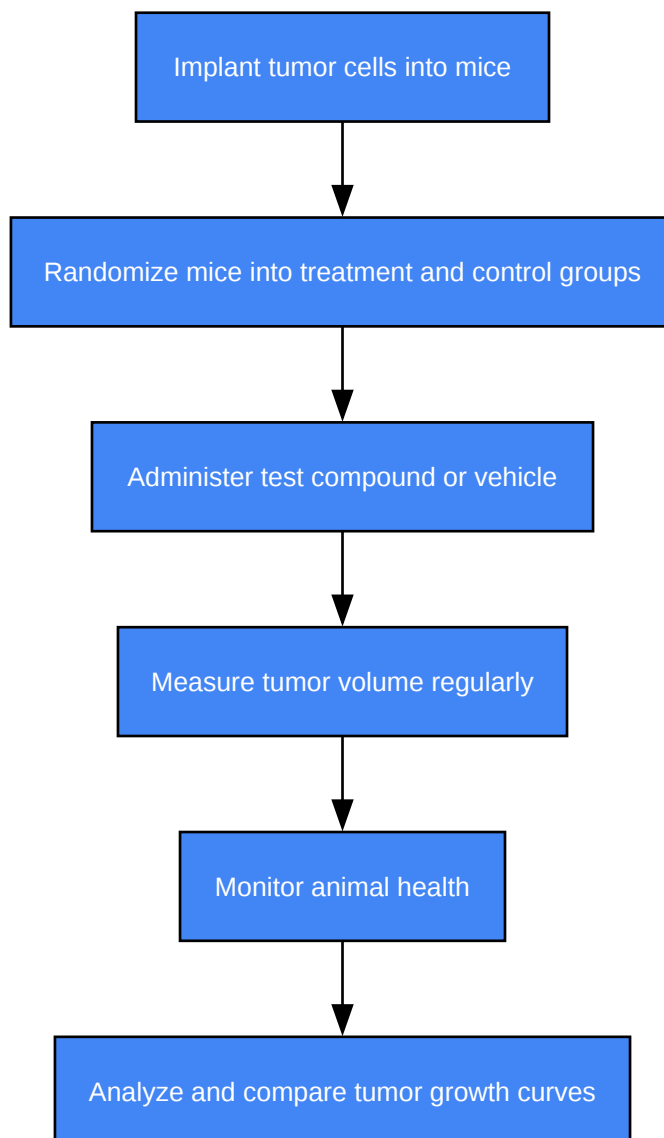 Implant tumor cells into mice
Randomize mice into treatment and control groups
Administer test compound or vehicle
Measure tumor volume regularly
Monitor animal health
Analyze and compare tumor growth curves